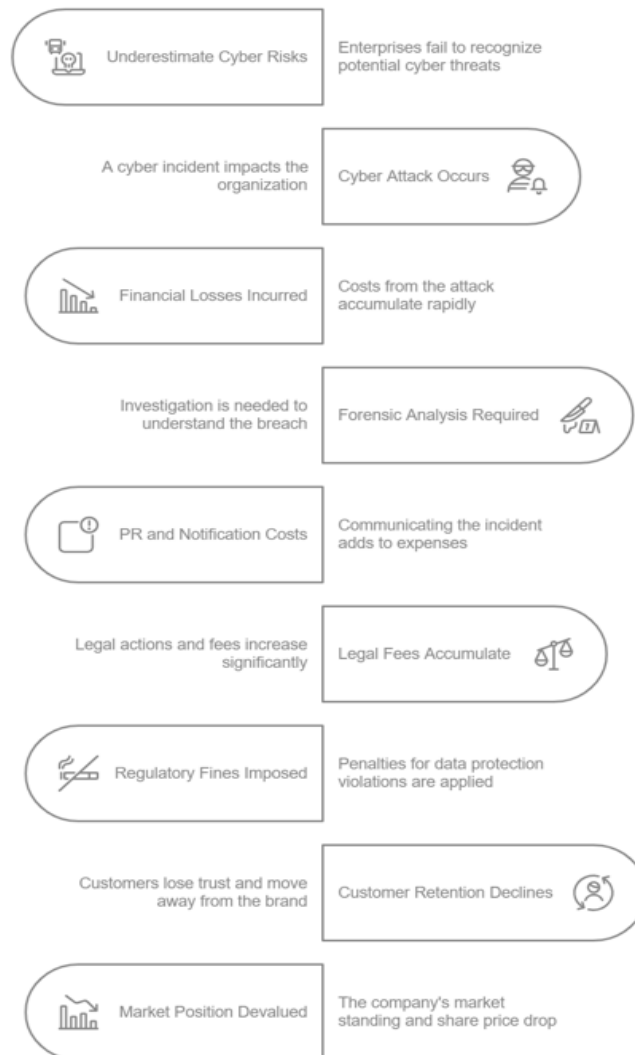 Underestimate Cyber Risks
Enterprises fail to recognize
potential cyber threats
A cyber incident impacts the
organization
Cyber Attack Occurs
Financial Losses Incurred
Costs from the attack
accumulate rapidly
Investigation is needed to
understand the breach
Forensic Analysis Required
PR and Notification Costs
Communicating the incident
adds to expenses
Legal actions and fees increase
significantly
Legal Fees Accumulate
Regulatory Fines Imposed
Penalties for data protection
violations are applied
Customers lose trust and move
away from the brand
Customer Retention Declines
Market Position Devalued
The company's market
standing and share price drop